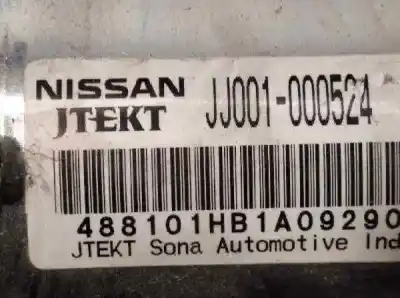 NISSAN
JTEKT JJ001-000524
488101HB1A09290
JTEKT Sona Automotive Ind